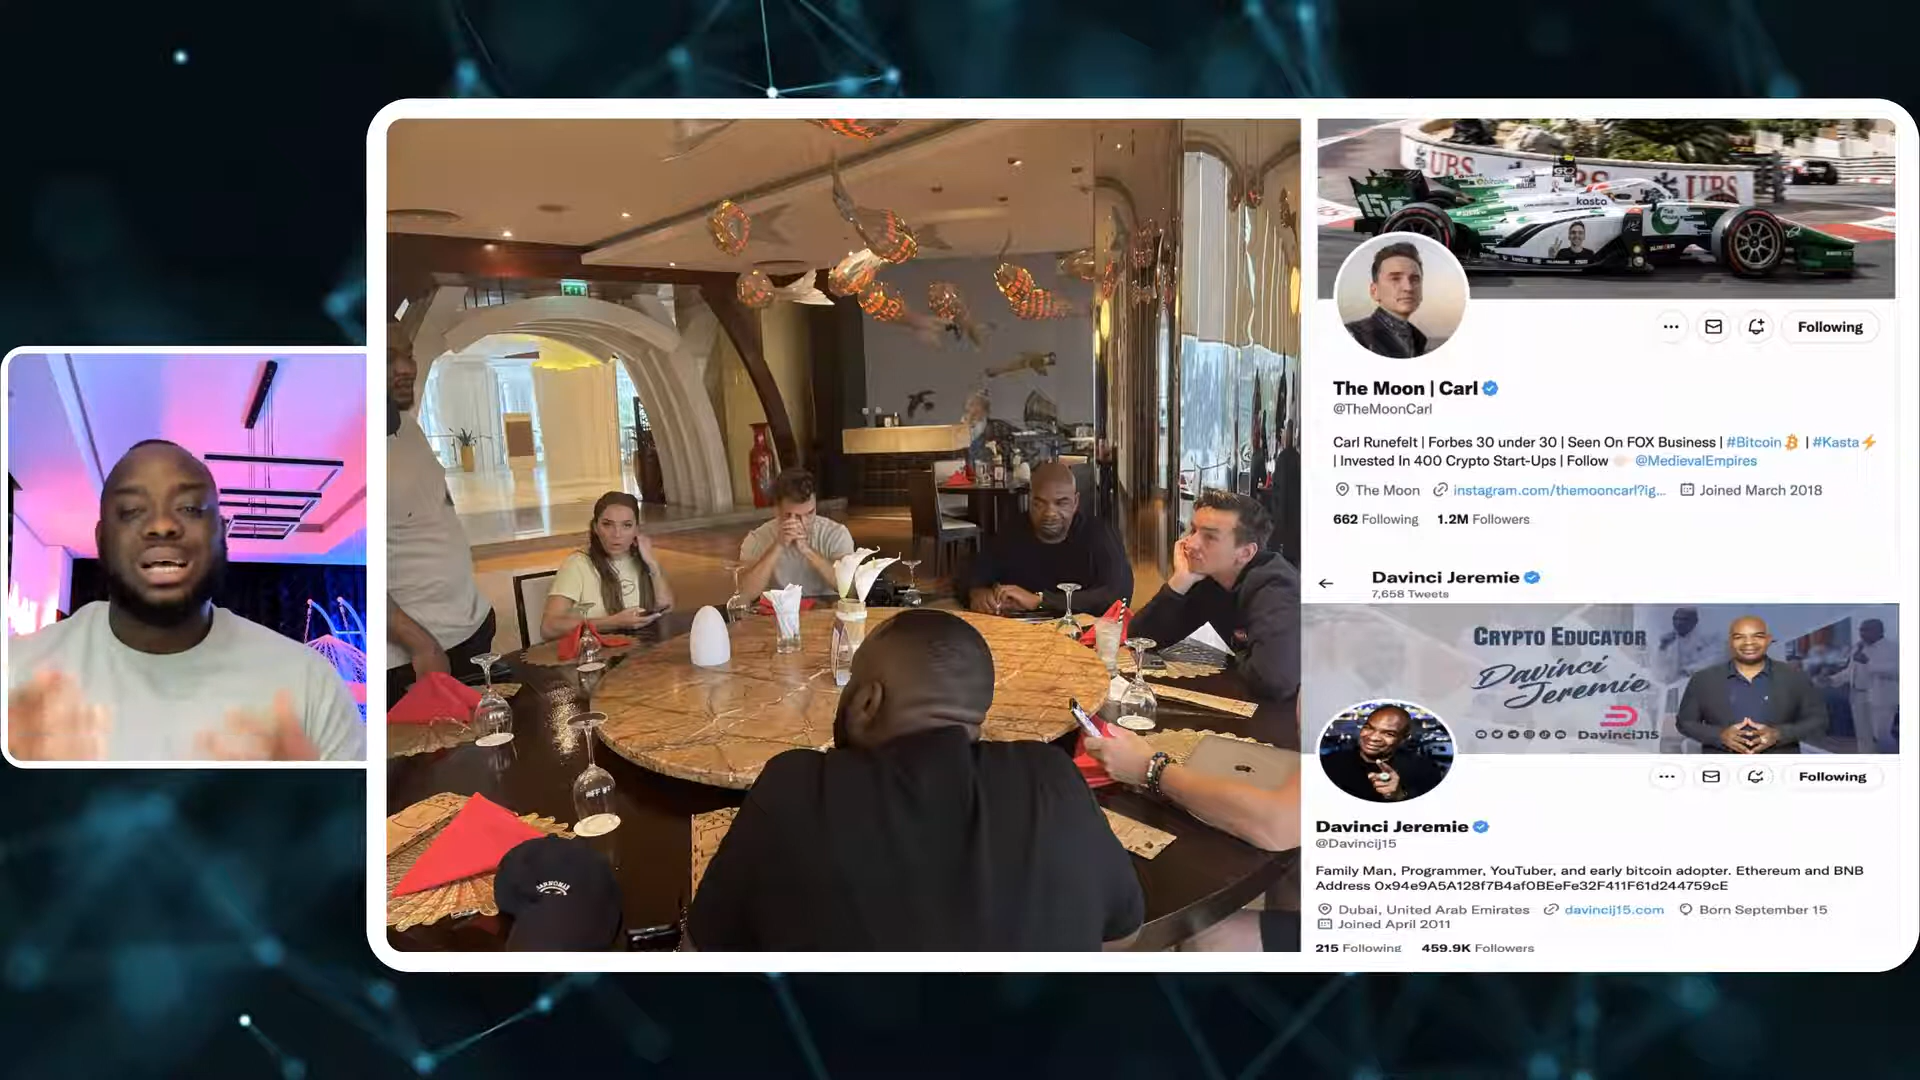 UBS
UBS
154
bitcoin
kasta
Following
The Moon | Carl
@TheMoonCarl
Carl Runefelt | Forbes 30 under 30 | Seen On FOX Business | #Bitcoin | #Kasta⚡
| Invested In 400 Crypto Start-Ups | Follow @MedievalEmpires
The Moon instagram.com/themooncarl?ig... Joined March 2018
662 Following 1.2M Followers
Davinci Jeremie
7,658 Tweets
CRYPTO EDUCATOR
Davinci
Jeremie
DavinciJ15
Following
Davinci Jeremie
@Davincij15
Family Man, Programmer, YouTuber, and early bitcoin adopter. Ethereum and BNB
Address 0x94e9A5A128f7B4af0BEeFe32F411F61d244759cE
Dubai, United Arab Emirates davincij15.com Born September 15
Joined April 2011
215 Following 459.9K Followers